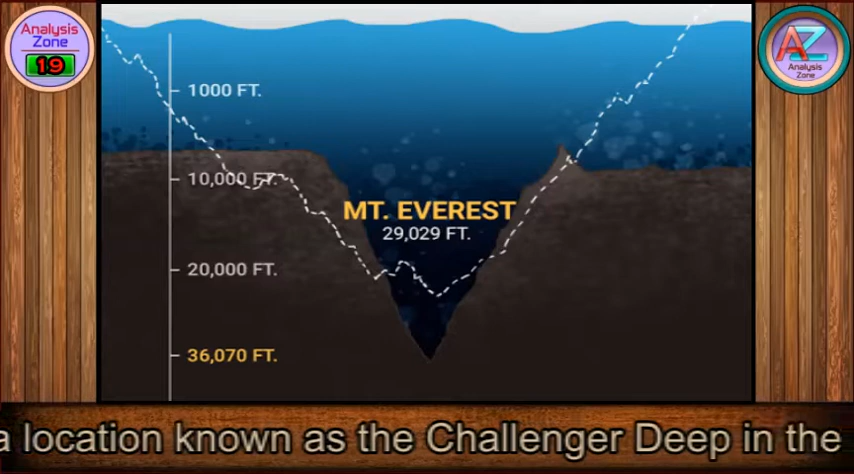 Analysis
Zone
19
AZ
Analysis
Zone
1000 FT.
10,000 FT.
MT. EVEREST
29,029 FT.
20,000 FT.
36,070 FT.
a location known as the Challenger Deep in the